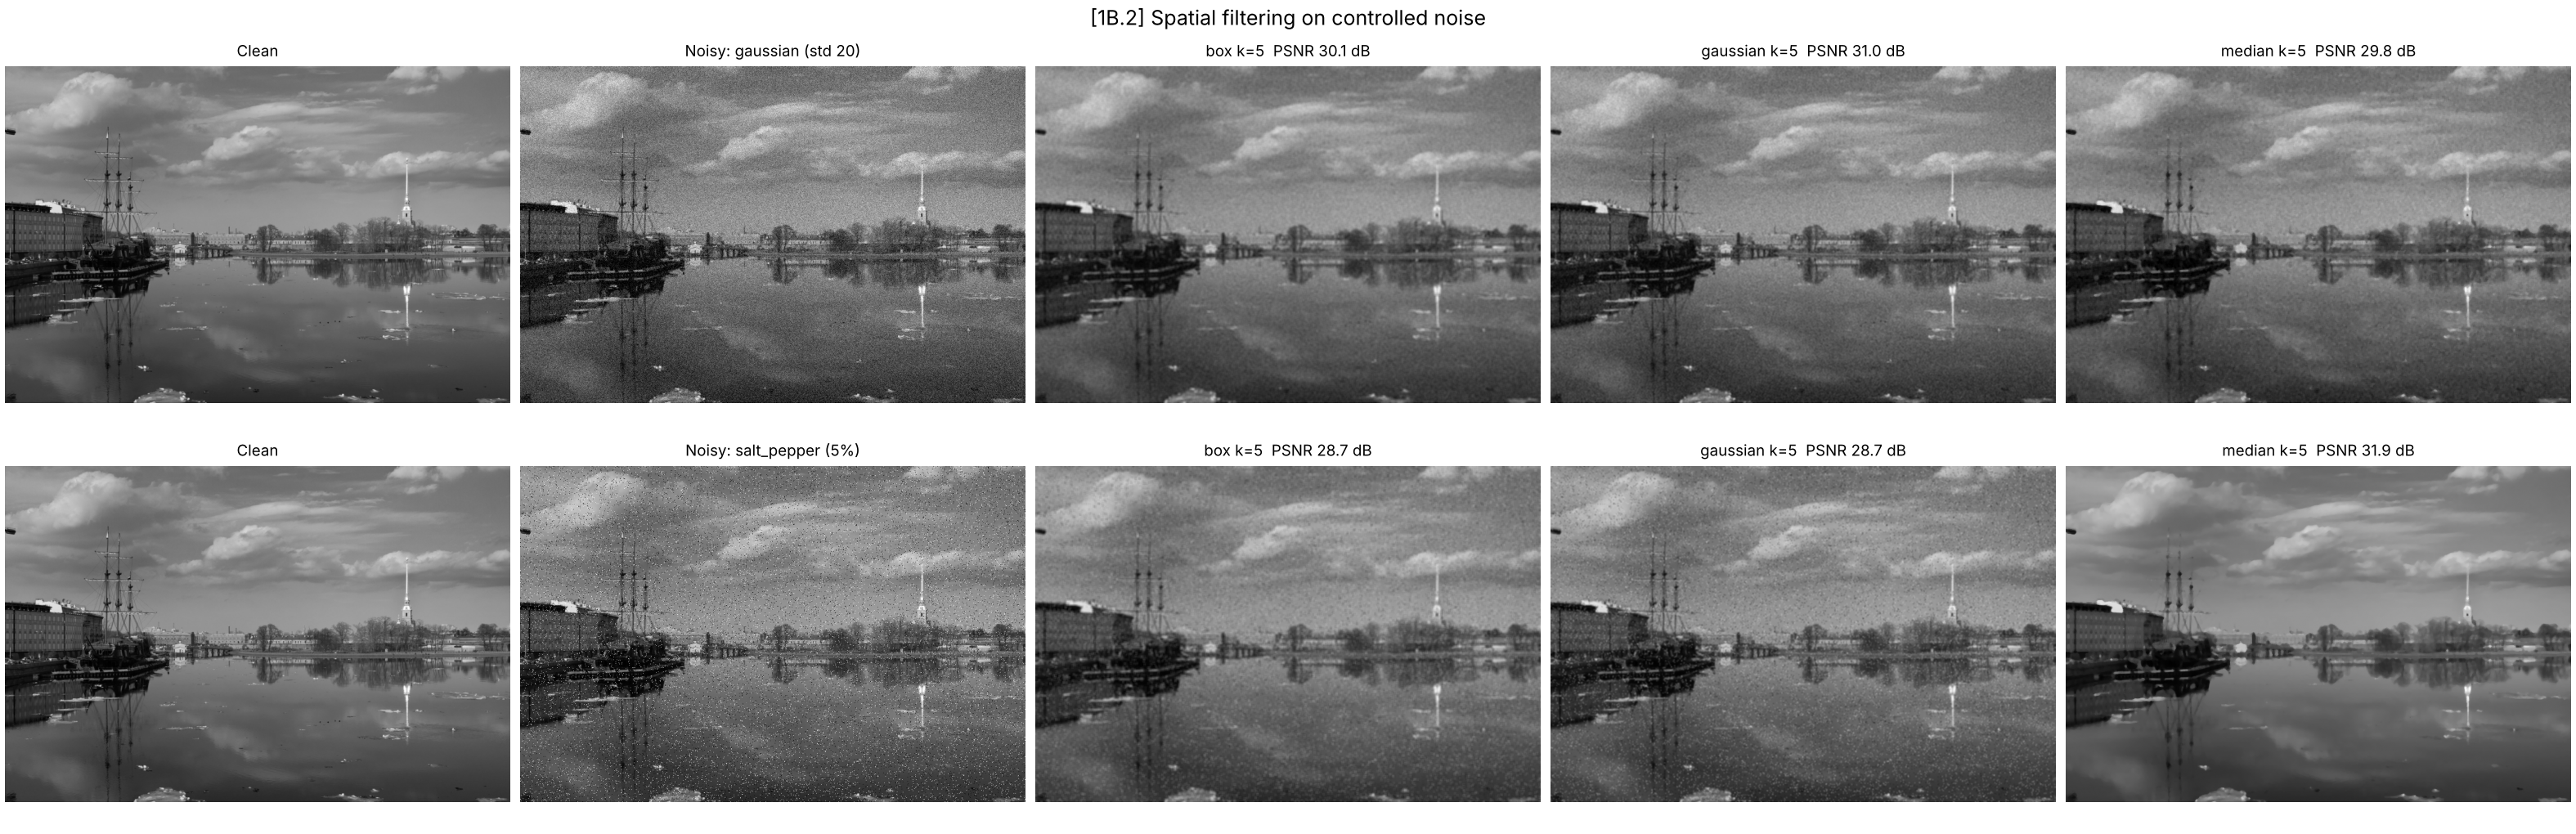 [1B.2] Spatial filtering on controlled noise
Clean
Noisy: gaussian (std 20)
box k=5 PSNR 30.1 dB
gaussian k=5 PSNR 31.0 dB
median k=5 PSNR 29.8 dB
Clean
Noisy: salt_pepper (5%)
box k=5 PSNR 28.7 dB
gaussian k=5 PSNR 28.7 dB
median k=5 PSNR 31.9 dB